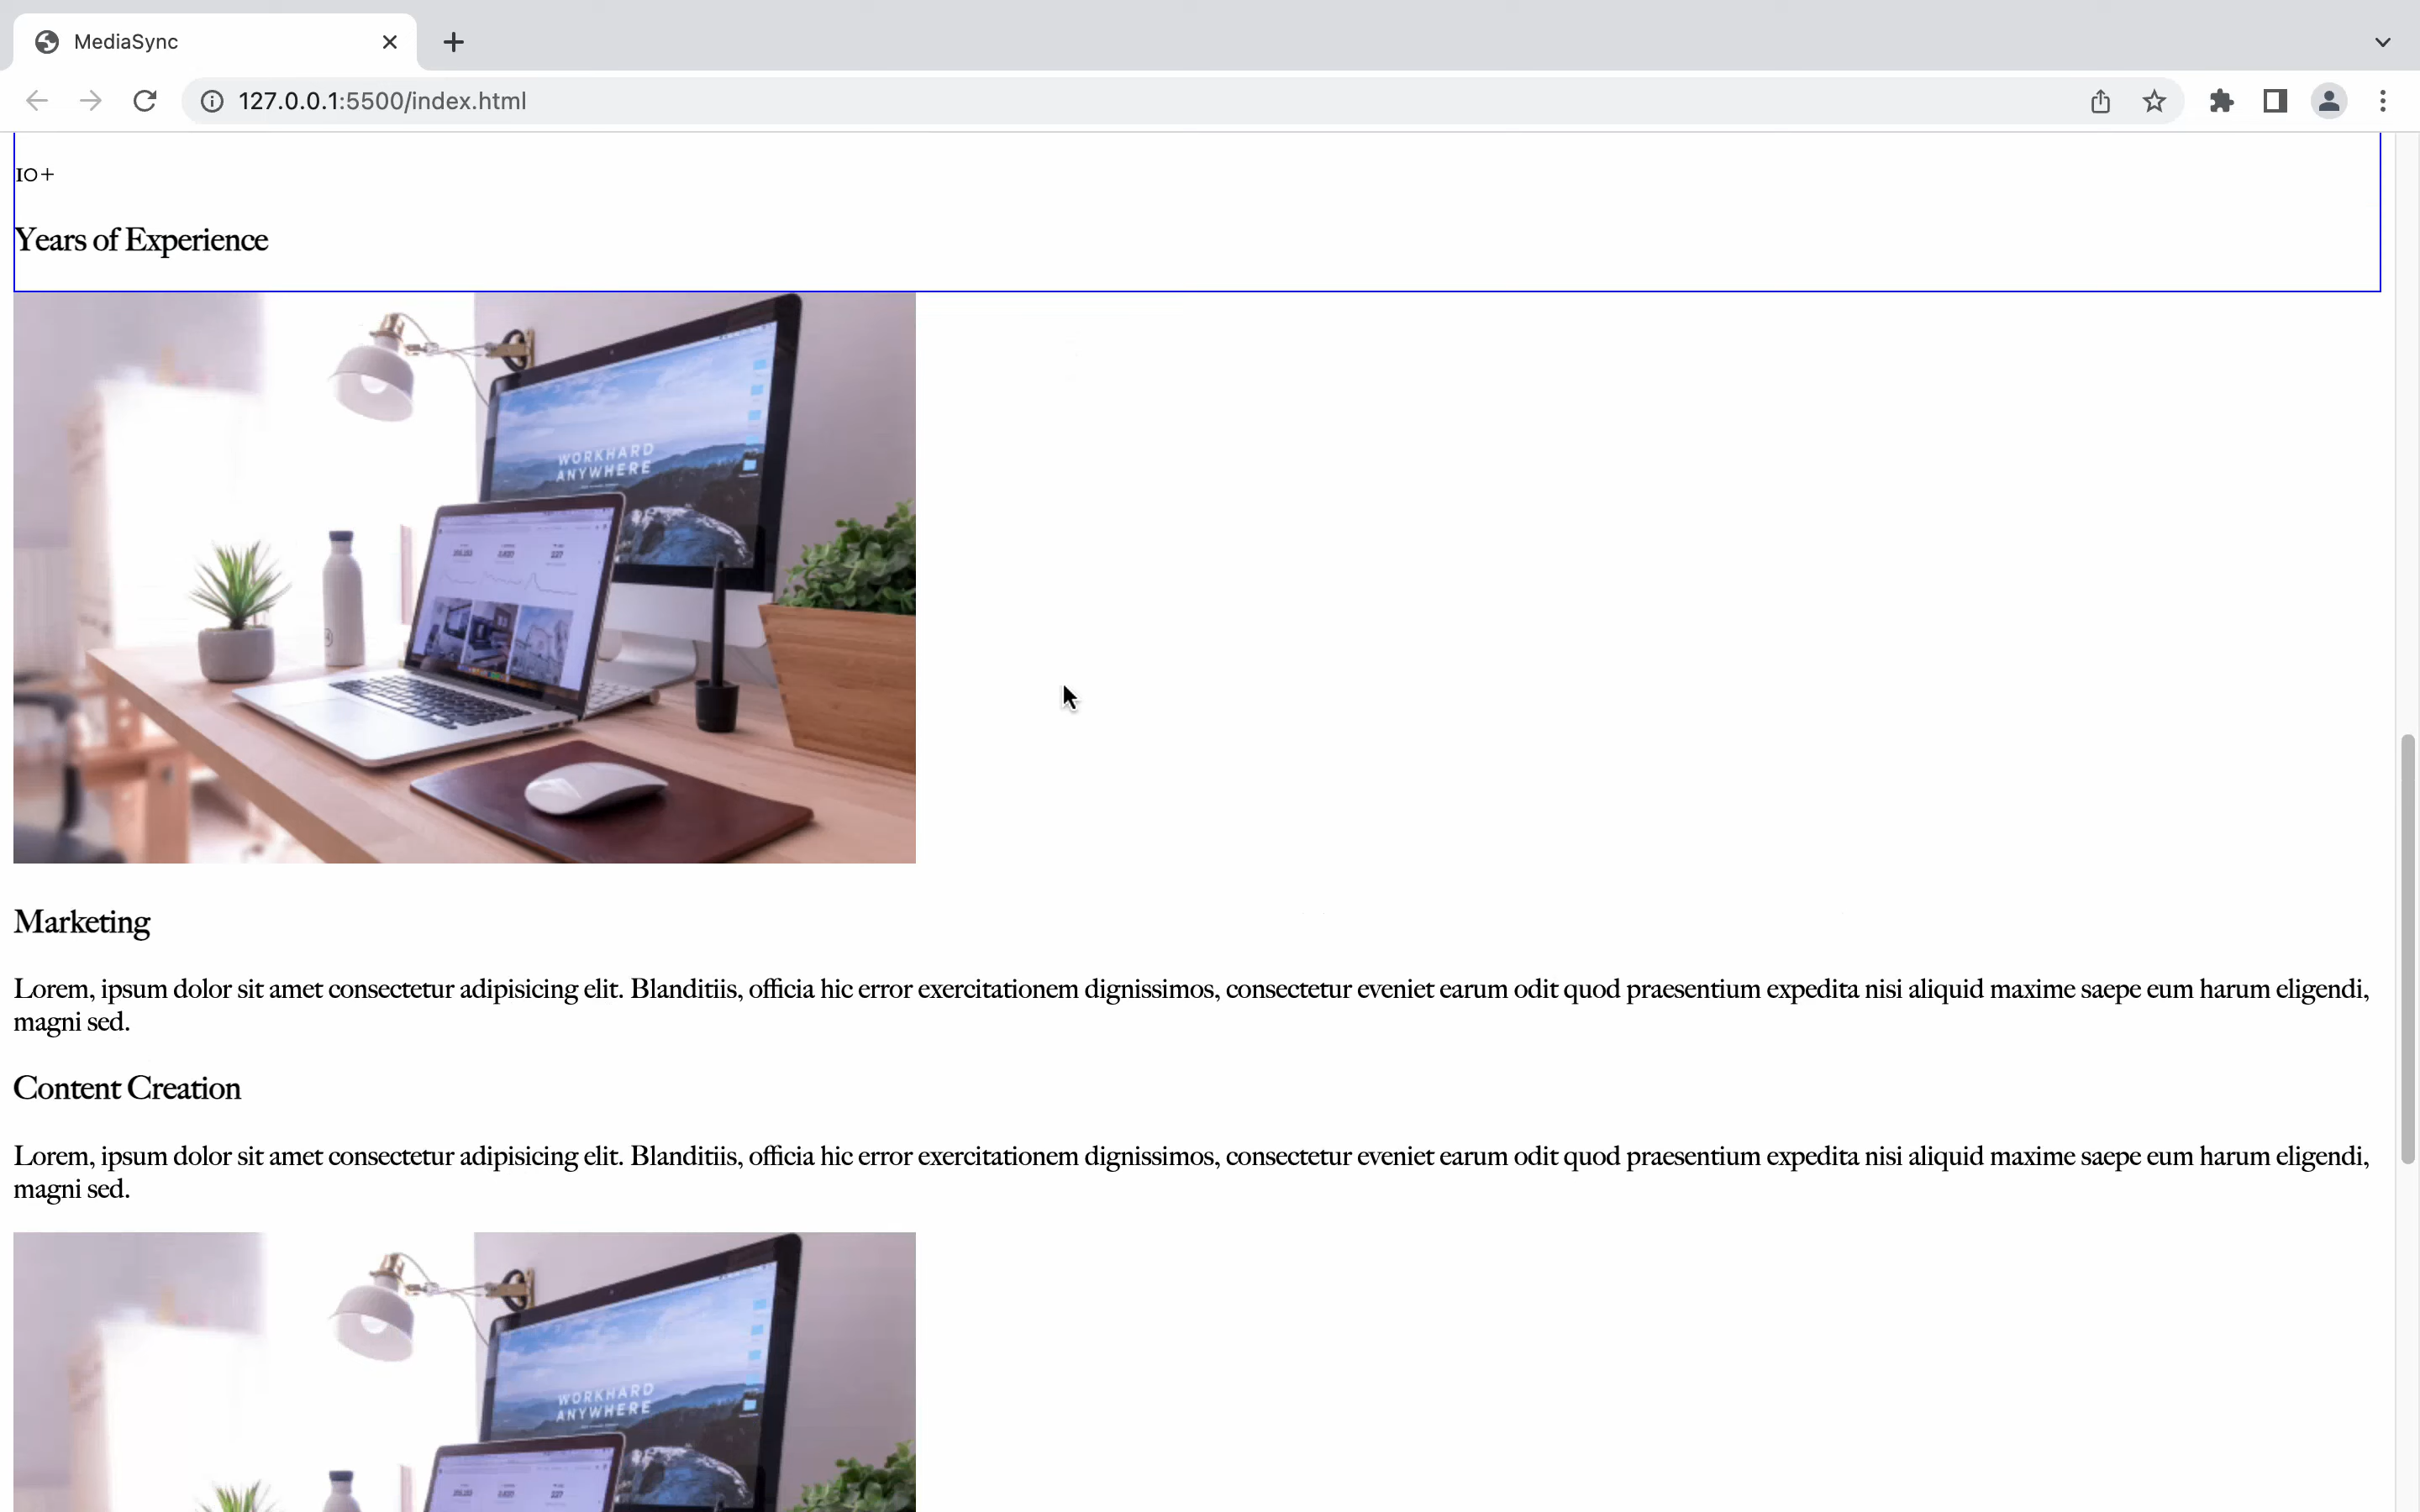 MediaSync
127.0.0.1:5500/index.html
10+
Years of Experience
WORKHARD
ANYWHERE
Marketing
Lorem, ipsum dolor sit amet consectetur adipisicing elit. Blanditiis, officia hic error exercitationem dignissimos, consectetur eveniet earum odit quod praesentium expedita nisi aliquid maxime saepe eum harum eligendi,
magni sed.
Content Creation
Lorem, ipsum dolor sit amet consectetur adipisicing elit. Blanditiis, officia hic error exercitationem dignissimos, consectetur eveniet earum odit quod praesentium expedita nisi aliquid maxime saepe eum harum eligendi,
magni sed.
WORKHARD
ANYWHERE